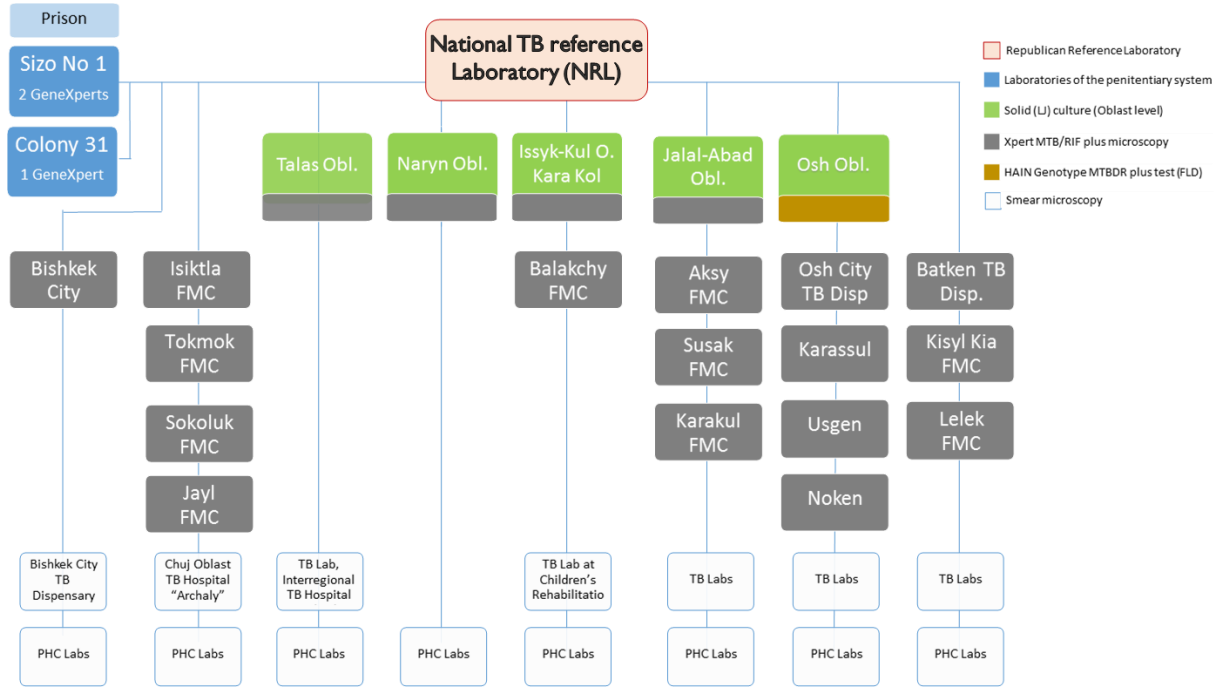 Prison
Sizo No 1
2 GeneXperts
Colony 31
1 GeneXpert
National TB reference
Laboratory (NRL)
Republican Reference Laboratory
Laboratories of the penitentiary system
Solid (LJ) culture (Oblast level)
Xpert MTB/RIF plus microscopy
HAIN Genotype MTBDR plus test (FLD)
Smear microscopy
Talas Obl.
Naryn Obl.
Issyk-Kul O.
Kara Kol
Jalal-Abad
Obl.
Osh Obl.
Bishkek
City
Isiktla
FMC
Balakchy
FMC
Aksy
FMC
Osh City
TB Disp
Batken TB
Disp.
Tokmok
FMC
Susak
FMC
Karassul
Kisyl Kia
FMC
Sokoluk
FMC
Karakul
FMC
Usgen
Lelek
FMC
Jayl
FMC
Noken
Bishkek City
TB
Dispensary
Chuj Oblast
TB Hospital
“Archaly”
TB Lab,
Interregional
TB Hospital
TB Lab at
Children’s
Rehabilitatio
TB Labs
TB Labs
TB Labs
PHC Labs
PHC Labs
PHC Labs
PHC Labs
PHC Labs
PHC Labs
PHC Labs
PHC Labs